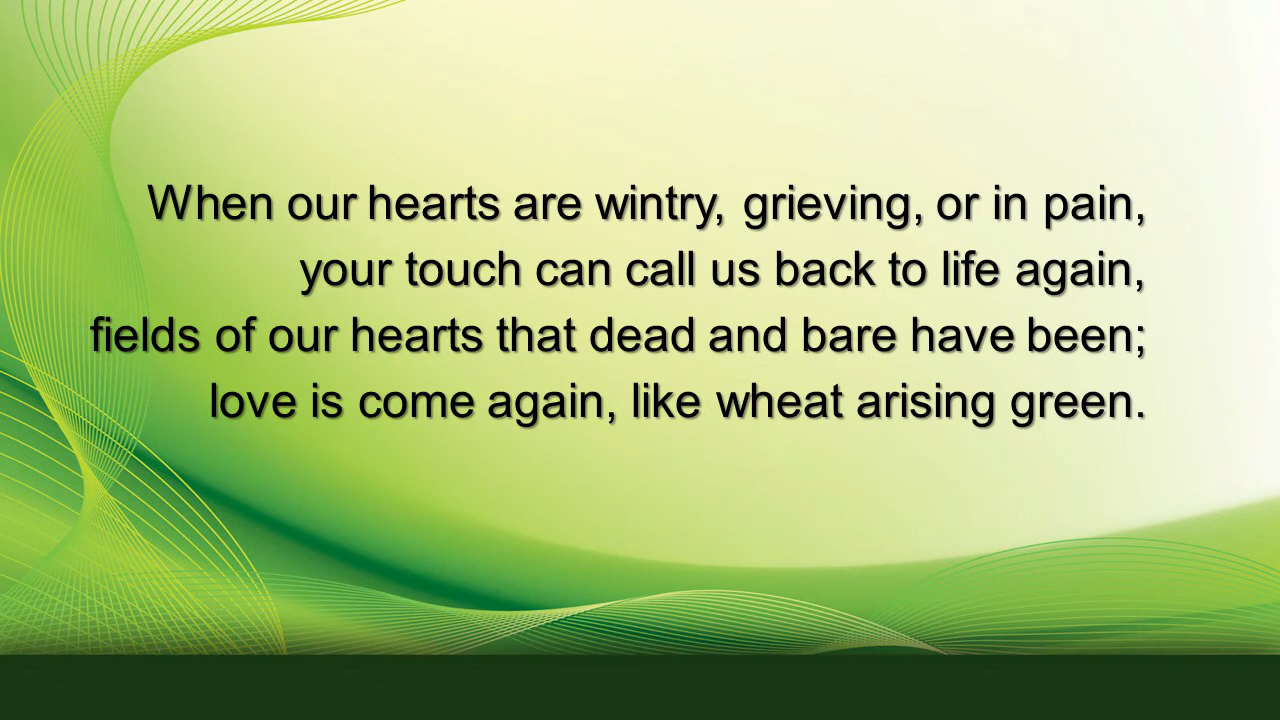 When our hearts are wintry, grieving, or in pain,
your touch can call us back to life again,
fields of our hearts that dead and bare have been;
love is come again, like wheat arising green.